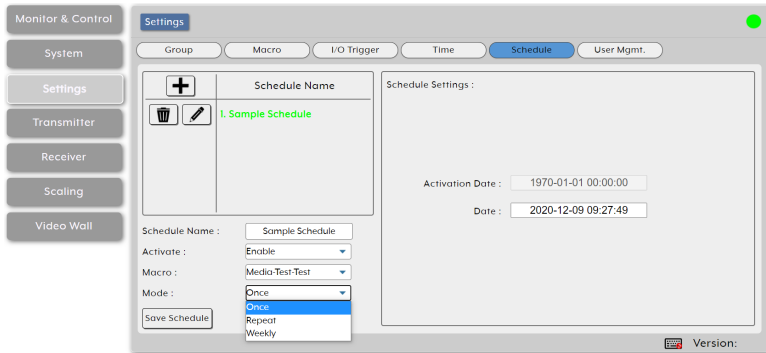 Monitor & Control
System
Settings
Transmitter
Receiver
Scaling
Video Wall
Settings
Group Macro I/O Trigger Time Schedule User Mgmt.
Schedule Name
1. Sample Schedule
Schedule Name : Sample Schedule
Activate : Enable
Macro : Media-Test-Test
Mode : Once
Once
Repeat
Weekly
Save Schedule
Schedule Settings :
Activation Date : 1970-01-01 00:00:00
Date : 2020-12-09 09:27:49
Version: